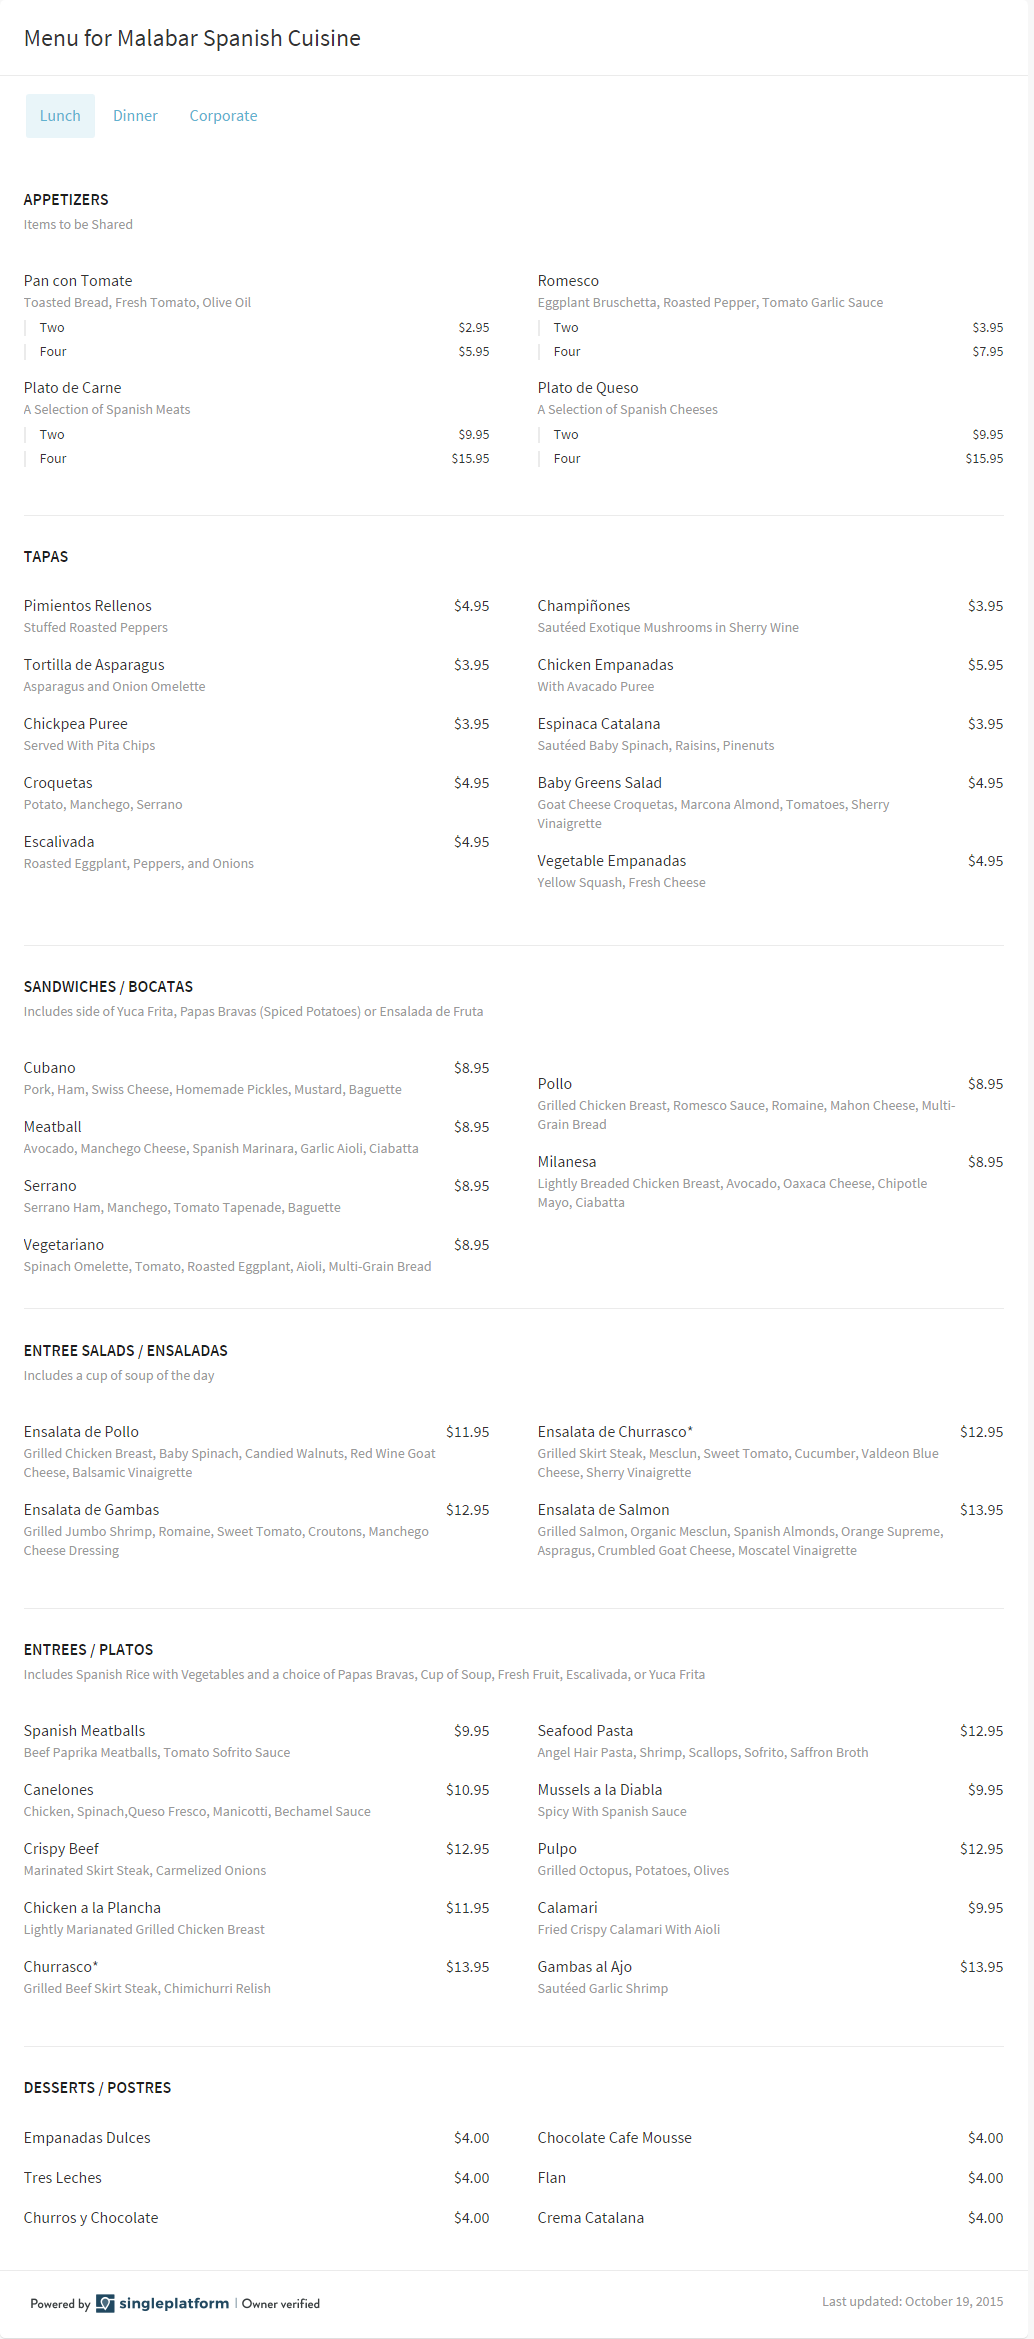 Menu for Malabar Spanish Cuisine
Lunch Dinner Corporate
APPETIZERS
Items to be Shared
Pan con Tomate
Toasted Bread, Fresh Tomato, Olive Oil
Two $2.95
Four $5.95
Plato de Carne
A Selection of Spanish Meats
Two $9.95
Four $15.95
Romesco
Eggplant Bruschetta, Roasted Pepper, Tomato Garlic Sauce
Two $3.95
Four $7.95
Plato de Queso
A Selection of Spanish Cheeses
Two $9.95
Four $15.95
TAPAS
Pimientos Rellenos $4.95
Stuffed Roasted Peppers
Tortilla de Asparagus $3.95
Asparagus and Onion Omelette
Chickpea Puree $3.95
Served With Pita Chips
Croquetas $4.95
Potato, Manchego, Serrano
Escalivada $4.95
Roasted Eggplant, Peppers, and Onions
Champiñones $3.95
Sautéed Exotique Mushrooms in Sherry Wine
Chicken Empanadas $5.95
With Avacado Puree
Espinaca Catalana $3.95
Sautéed Baby Spinach, Raisins, Pinenuts
Baby Greens Salad $4.95
Goat Cheese Croquetas, Marcona Almond, Tomatoes, Sherry
Vinaigrette
Vegetable Empanadas $4.95
Yellow Squash, Fresh Cheese
SANDWICHES / BOCATAS
Includes side of Yuca Frita, Papas Bravas (Spiced Potatoes) or Ensalada de Fruta
Cubano $8.95
Pork, Ham, Swiss Cheese, Homemade Pickles, Mustard, Baguette
Meatball $8.95
Avocado, Manchego Cheese, Spanish Marinara, Garlic Aioli, Ciabatta
Serrano $8.95
Serrano Ham, Manchego, Tomato Tapenade, Baguette
Vegetariano $8.95
Spinach Omelette, Tomato, Roasted Eggplant, Aioli, Multi-Grain Bread
Pollo $8.95
Grilled Chicken Breast, Romesco Sauce, Romaine, Mahon Cheese, Multi-
Grain Bread
Milanesa $8.95
Lightly Breaded Chicken Breast, Avocado, Oaxaca Cheese, Chipotle
Mayo, Ciabatta
ENTREE SALADS / ENSALADAS
Includes a cup of soup of the day
Ensalata de Pollo $11.95
Grilled Chicken Breast, Baby Spinach, Candied Walnuts, Red Wine Goat
Cheese, Balsamic Vinaigrette
Ensalata de Gambas $12.95
Grilled Jumbo Shrimp, Romaine, Sweet Tomato, Croutons, Manchego
Cheese Dressing
Ensalata de Churrasco* $12.95
Grilled Skirt Steak, Mesclun, Sweet Tomato, Cucumber, Valdeon Blue
Cheese, Sherry Vinaigrette
Ensalata de Salmon $13.95
Grilled Salmon, Organic Mesclun, Spanish Almonds, Orange Supreme,
Aspragus, Crumbled Goat Cheese, Moscatel Vinaigrette
ENTREES / PLATOS
Includes Spanish Rice with Vegetables and a choice of Papas Bravas, Cup of Soup, Fresh Fruit, Escalivada, or Yuca Frita
Spanish Meatballs $9.95
Beef Paprika Meatballs, Tomato Sofrito Sauce
Canelones $10.95
Chicken, Spinach,Queso Fresco, Manicotti, Bechamel Sauce
Crispy Beef $12.95
Marinated Skirt Steak, Carmelized Onions
Chicken a la Plancha $11.95
Lightly Marianated Grilled Chicken Breast
Churrasco* $13.95
Grilled Beef Skirt Steak, Chimichurri Relish
Seafood Pasta $12.95
Angel Hair Pasta, Shrimp, Scallops, Sofrito, Saffron Broth
Mussels a la Diabla $9.95
Spicy With Spanish Sauce
Pulpo $12.95
Grilled Octopus, Potatoes, Olives
Calamari $9.95
Fried Crispy Calamari With Aioli
Gambas al Ajo $13.95
Sautéed Garlic Shrimp
DESSERTS / POSTRES
Empanadas Dulces $4.00
Tres Leches $4.00
Churros y Chocolate $4.00
Chocolate Cafe Mousse $4.00
Flan $4.00
Crema Catalana $4.00
Powered by singleplatform | Owner verified
Last updated: October 19, 2015